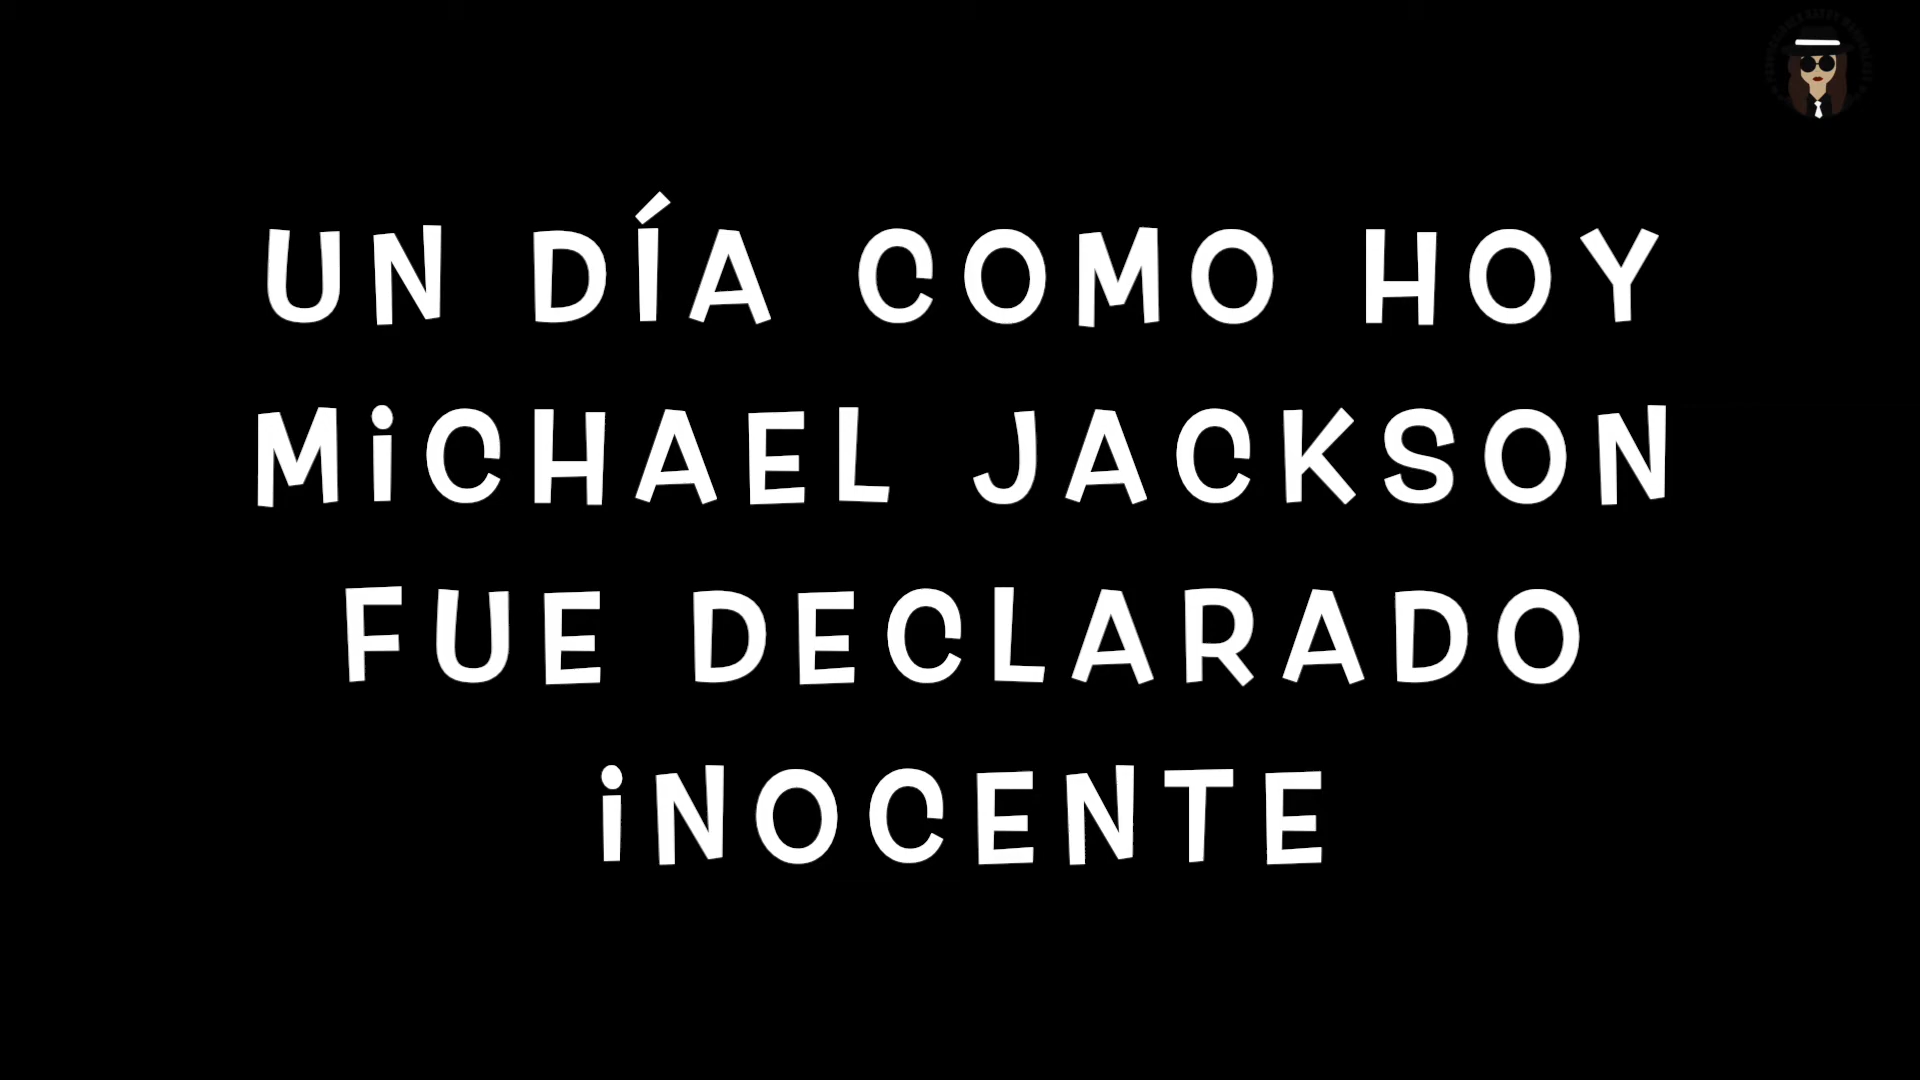 UN DÍA COMO HOY
MiCHAEL JACKSON
FUE DECLARADO
iNOCENTE